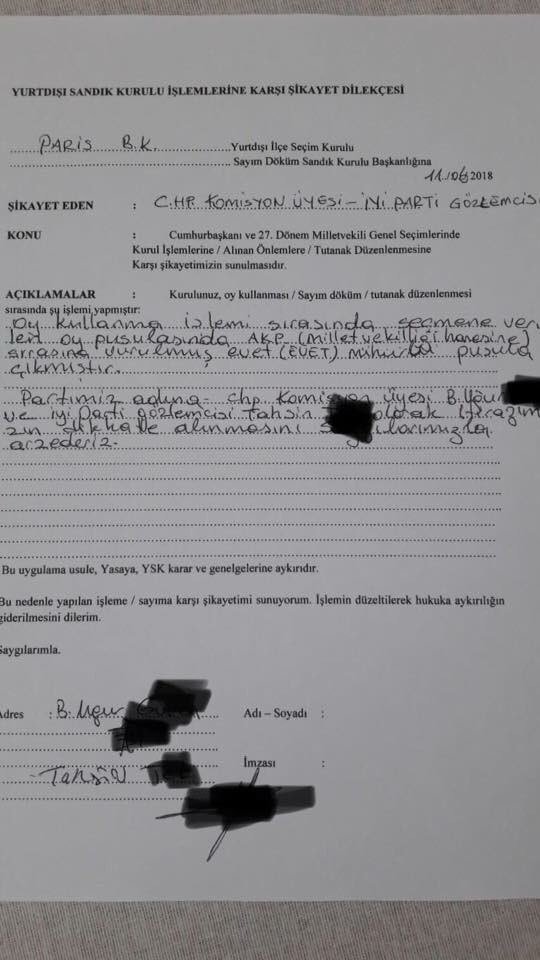 YURTDIŞI SANDIK KURULU İŞLEMLERİNE KARŞI ŞİKAYET DİLEKÇESİ
PARİS B.K. Yurtdışı İlçe Seçim Kurulu
Sayım Döküm Sandık Kurulu Başkanlığına
11/06/2018
ŞİKAYET EDEN : C.H.P KOMİSYON ÜYESİ - İYİ PARTİ GÖZLEMCİSİ
KONU : Cumhurbaşkanı ve 27. Dönem Milletvekili Genel Seçimlerinde
Kurul İşlemlerine / Alınan Önlemlere / Tutanak Düzenlenmesine
Karşı şikayetimizin sunulmasıdır.
AÇIKLAMALAR : Kurulunuz, oy kullanması / Sayım döküm / tutanak düzenlenmesi
sırasında şu işlemi yapmıştır:
Oy kullanma işlemi sırasında seçmene veri
len oy pusulasında AKP (Milletvekilliği hanesine)
arrasına vurulmuş evet (EVET) mühürlü pusula
çıkmıştır.
Partimiz adına chp Komisyon üyesi B. Uğur
ve iyi Parti gözlemcisi Tahsin olarak itirazımı
zın dikkate alınmasını saygılarımızla
arzederiz.
Bu uygulama usule, Yasaya, YSK karar ve genelgelerine aykırıdır.
Bu nedenle yapılan işleme / sayıma karşı şikayetimi sunuyorum. İşlemin düzeltilerek hukuka aykırılığın
giderilmesini dilerim.
Saygılarımla.
Adres : B. Uğur Adı – Soyadı :
Tahsin İmzası :